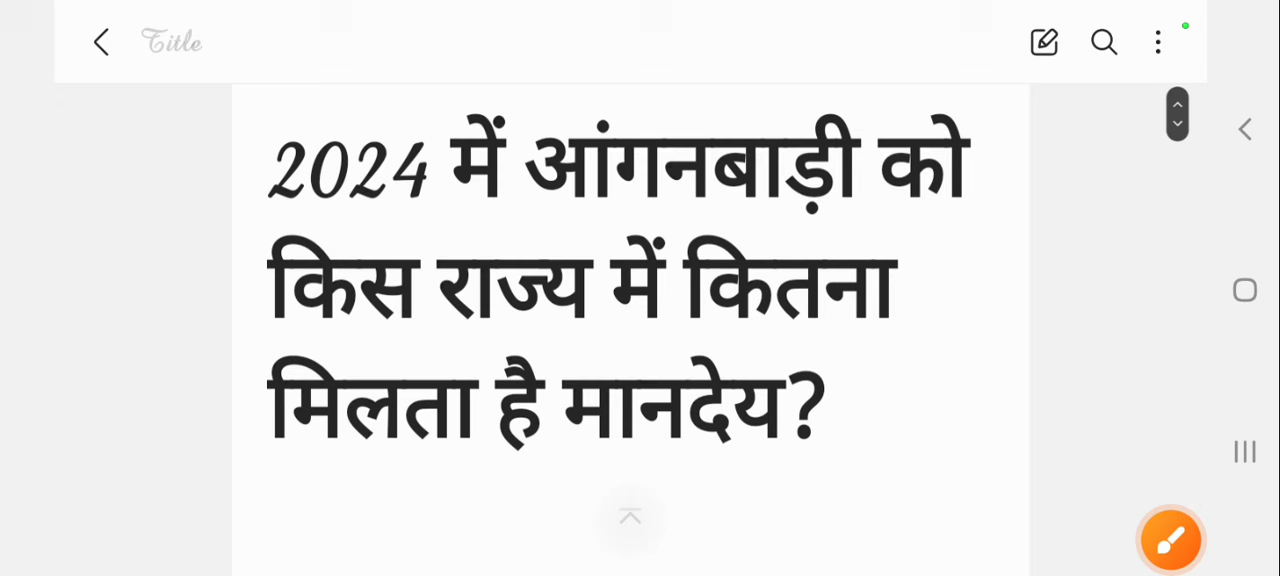 Title
2024 में आंगनबाड़ी को
किस राज्य में कितना
मिलता है मानदेय?